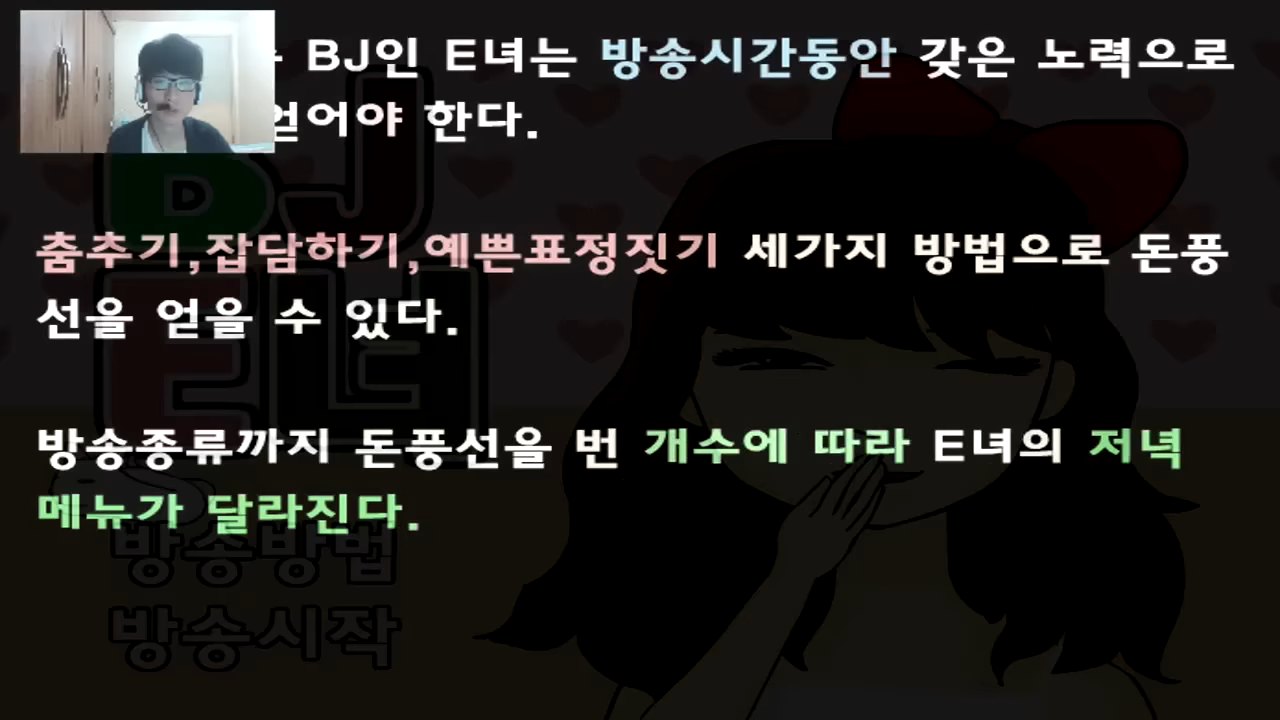 BJ인 E녀는 방송시간동안 갖은 노력으로
얻어야 한다.
춤추기,잡담하기,예쁜표정짓기 세가지 방법으로 돈풍
선을 얻을 수 있다.
방송종류까지 돈풍선을 번 개수에 따라 E녀의 저녁
메뉴가 달라진다.
BJ
E녀
방송방법
방송시작